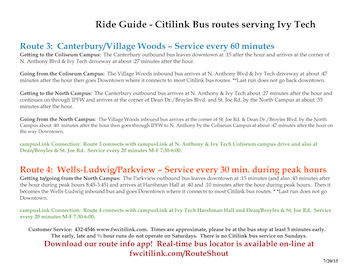 Ride Guide - Citilink Bus routes serving Ivy Tech
Route 3:  Canterbury/Village Woods ~ Service every 60 minutes
Getting to the Coliseum Campus:  The Canterbury outbound bus leaves downtown at :15 after the hour and arrives at the corner of
N. Anthony Blvd & Ivy Tech driveway at about :27 minutes after the hour.
Going from the Coliseum Campus:  The Village Woods inbound bus arrives at N. Anthony Blvd & Ivy Tech driveway at about :47
minutes after the hour then goes Downtown where it connects to most Citilink bus routes. **Last run does not go back downtown.
Getting to the North Campus:  The Canterbury outbound bus arrives at N. Anthony & Ivy Tech about :27 minutes after the hour and
continues on through IPFW and arrives at the corner of Dean Dr./Broyles Blvd. and St. Joe Rd. by the North Campus at about :35
minutes after the hour.
Going from the North Campus:  The Village Woods inbound bus arrives at the corner of St. Joe Rd. & Dean Dr./Broyles Blvd. by the North
Campus about :40  minutes after the hour then goes through IPFW to N. Anthony by the Coliseum Campus at about :47 minutes after the hour on
the way Downtown.
campusLink Connection:  Route 3 connects with campusLink at N. Anthony & Ivy Tech Coliseum campus drive and also at
Dean/Broyles & St. Joe Rd.  Service every 20 minutes M-F 7:30-6:00.
Route 4:  Wells-Ludwig/Parkview ~ Service every 30 min. during peak hours
Getting to/going from the North Campus:  The Parkview outbound bus leaves downtown at :15 minutes (and also :45 minutes after
the hour during peak hours 8:45-3:45) and arrives at Harshman Hall at :40 and :10 minutes after the hour during peak hours.  Then it
becomes the Wells-Ludwig inbound bus and goes Downtown where it connects to most Citilink bus routes. * *Last run does not go
Downtown.
campusLink Connection:  Route 4 connects with campusLink at Ivy Tech Harshman Hall and Dean/Broyles & St. Joe Rd.  Service
every 20 minutes M-F 7:30-6:00.
Customer Service:  432-4546 www.fwcitilink.com.  Times are approximate, please be at the bus stop at least 5 minutes early.
The early, late and ½ hour runs do not operate on Saturdays.  There is no Citilink bus service on Sundays.
Download our route info app!  Real-time bus locator is available on-line at
fwcitilink.com/RouteShout
7/20/15